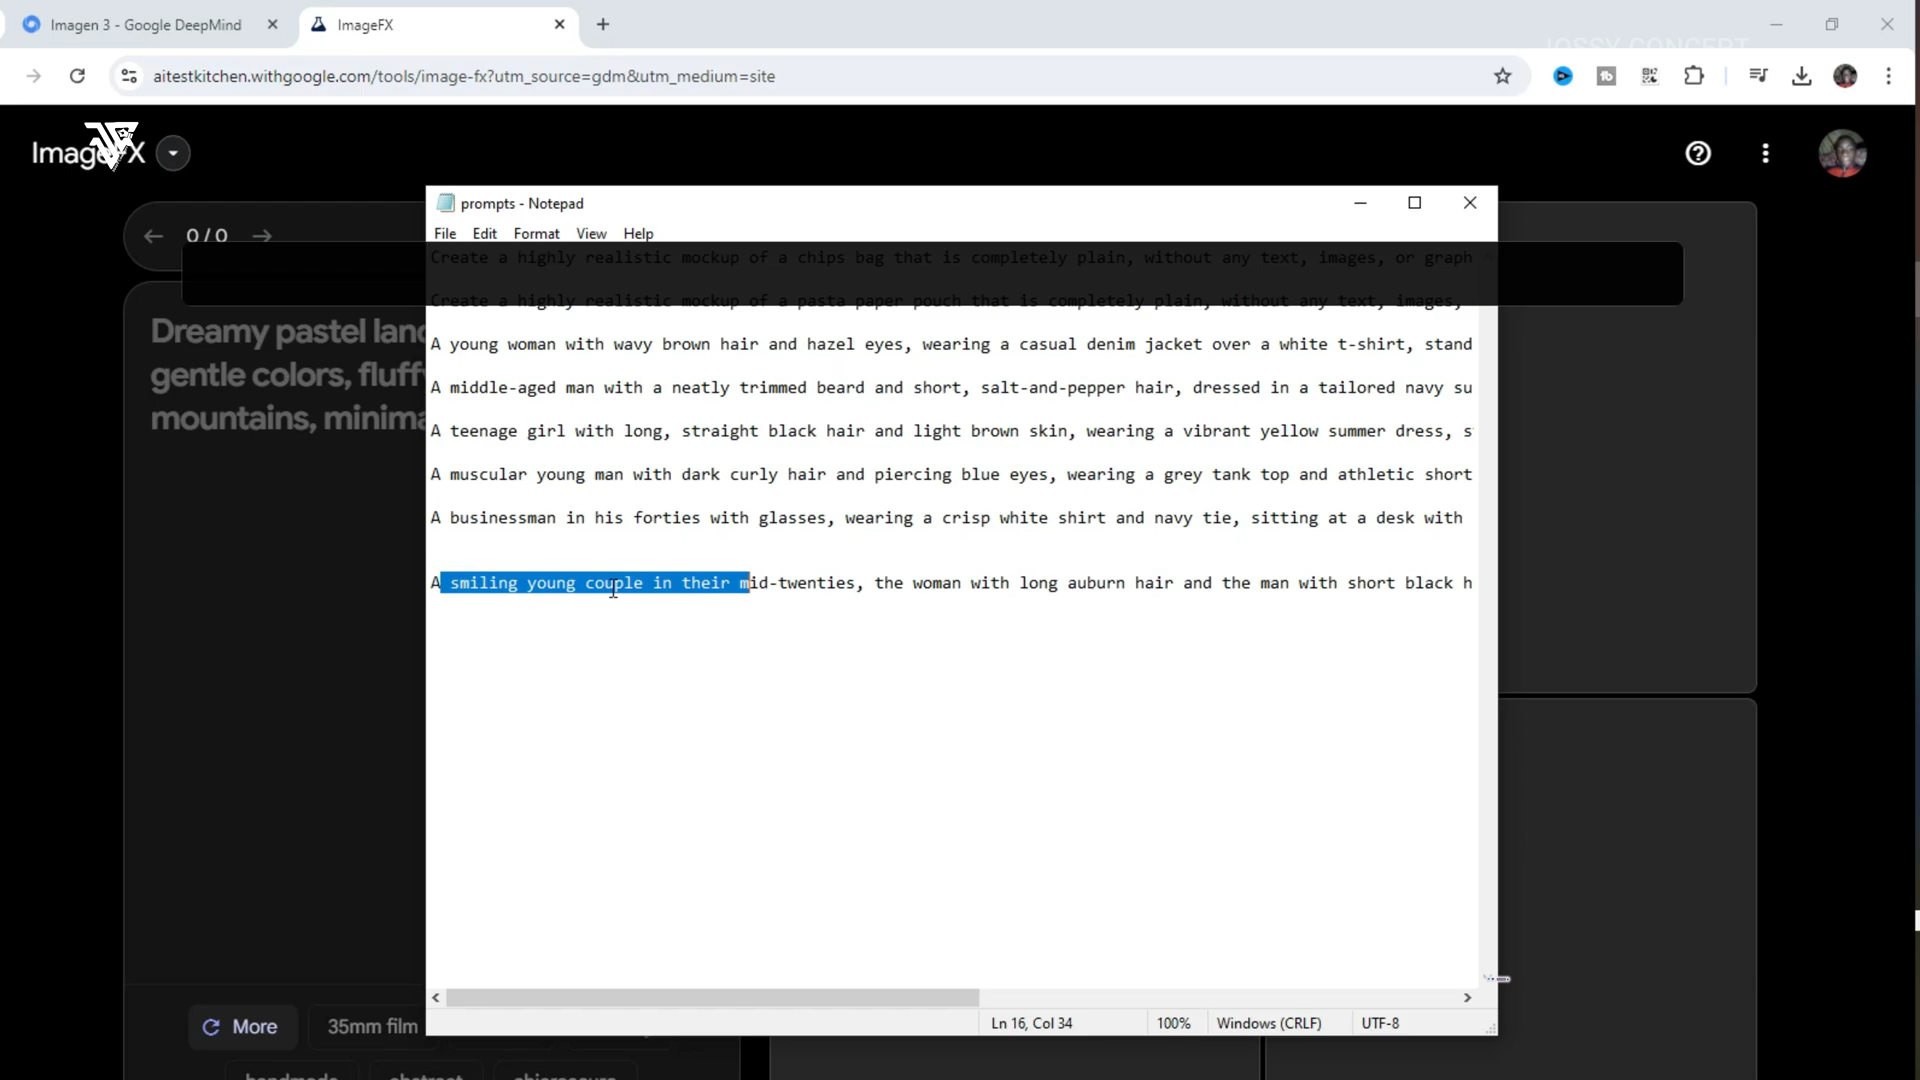 Imagen 3 - Google DeepMind
ImageFX
JOSSY CONCEPT
aitestkitchen.withgoogle.com/tools/image-fx?utm_source=gdm&utm_medium=site
ImageFX
prompts - Notepad
0 / 0
File Edit Format View Help
Create a highly realistic mockup of a chips bag that is completely plain, without any text, images, or graph
Create a highly realistic mockup of a pasta paper pouch that is completely plain, without any text, images,
Dreamy pastel
gentle colors,
mountains,
A young woman with wavy brown hair and hazel eyes, wearing a casual denim jacket over a white t-shirt, stand
A middle-aged man with a neatly trimmed beard and short, salt-and-pepper hair, dressed in a tailored navy su
A teenage girl with long, straight black hair and light brown skin, wearing a vibrant yellow summer dress, s
A muscular young man with dark curly hair and piercing blue eyes, wearing a grey tank top and athletic short
A businessman in his forties with glasses, wearing a crisp white shirt and navy tie, sitting at a desk with
A smiling young couple in their mid-twenties, the woman with long auburn hair and the man with short black h
More
35mm film
Ln 16, Col 34
100%
Windows (CRLF)
UTF-8
handmade
abstract
chiaroscuro